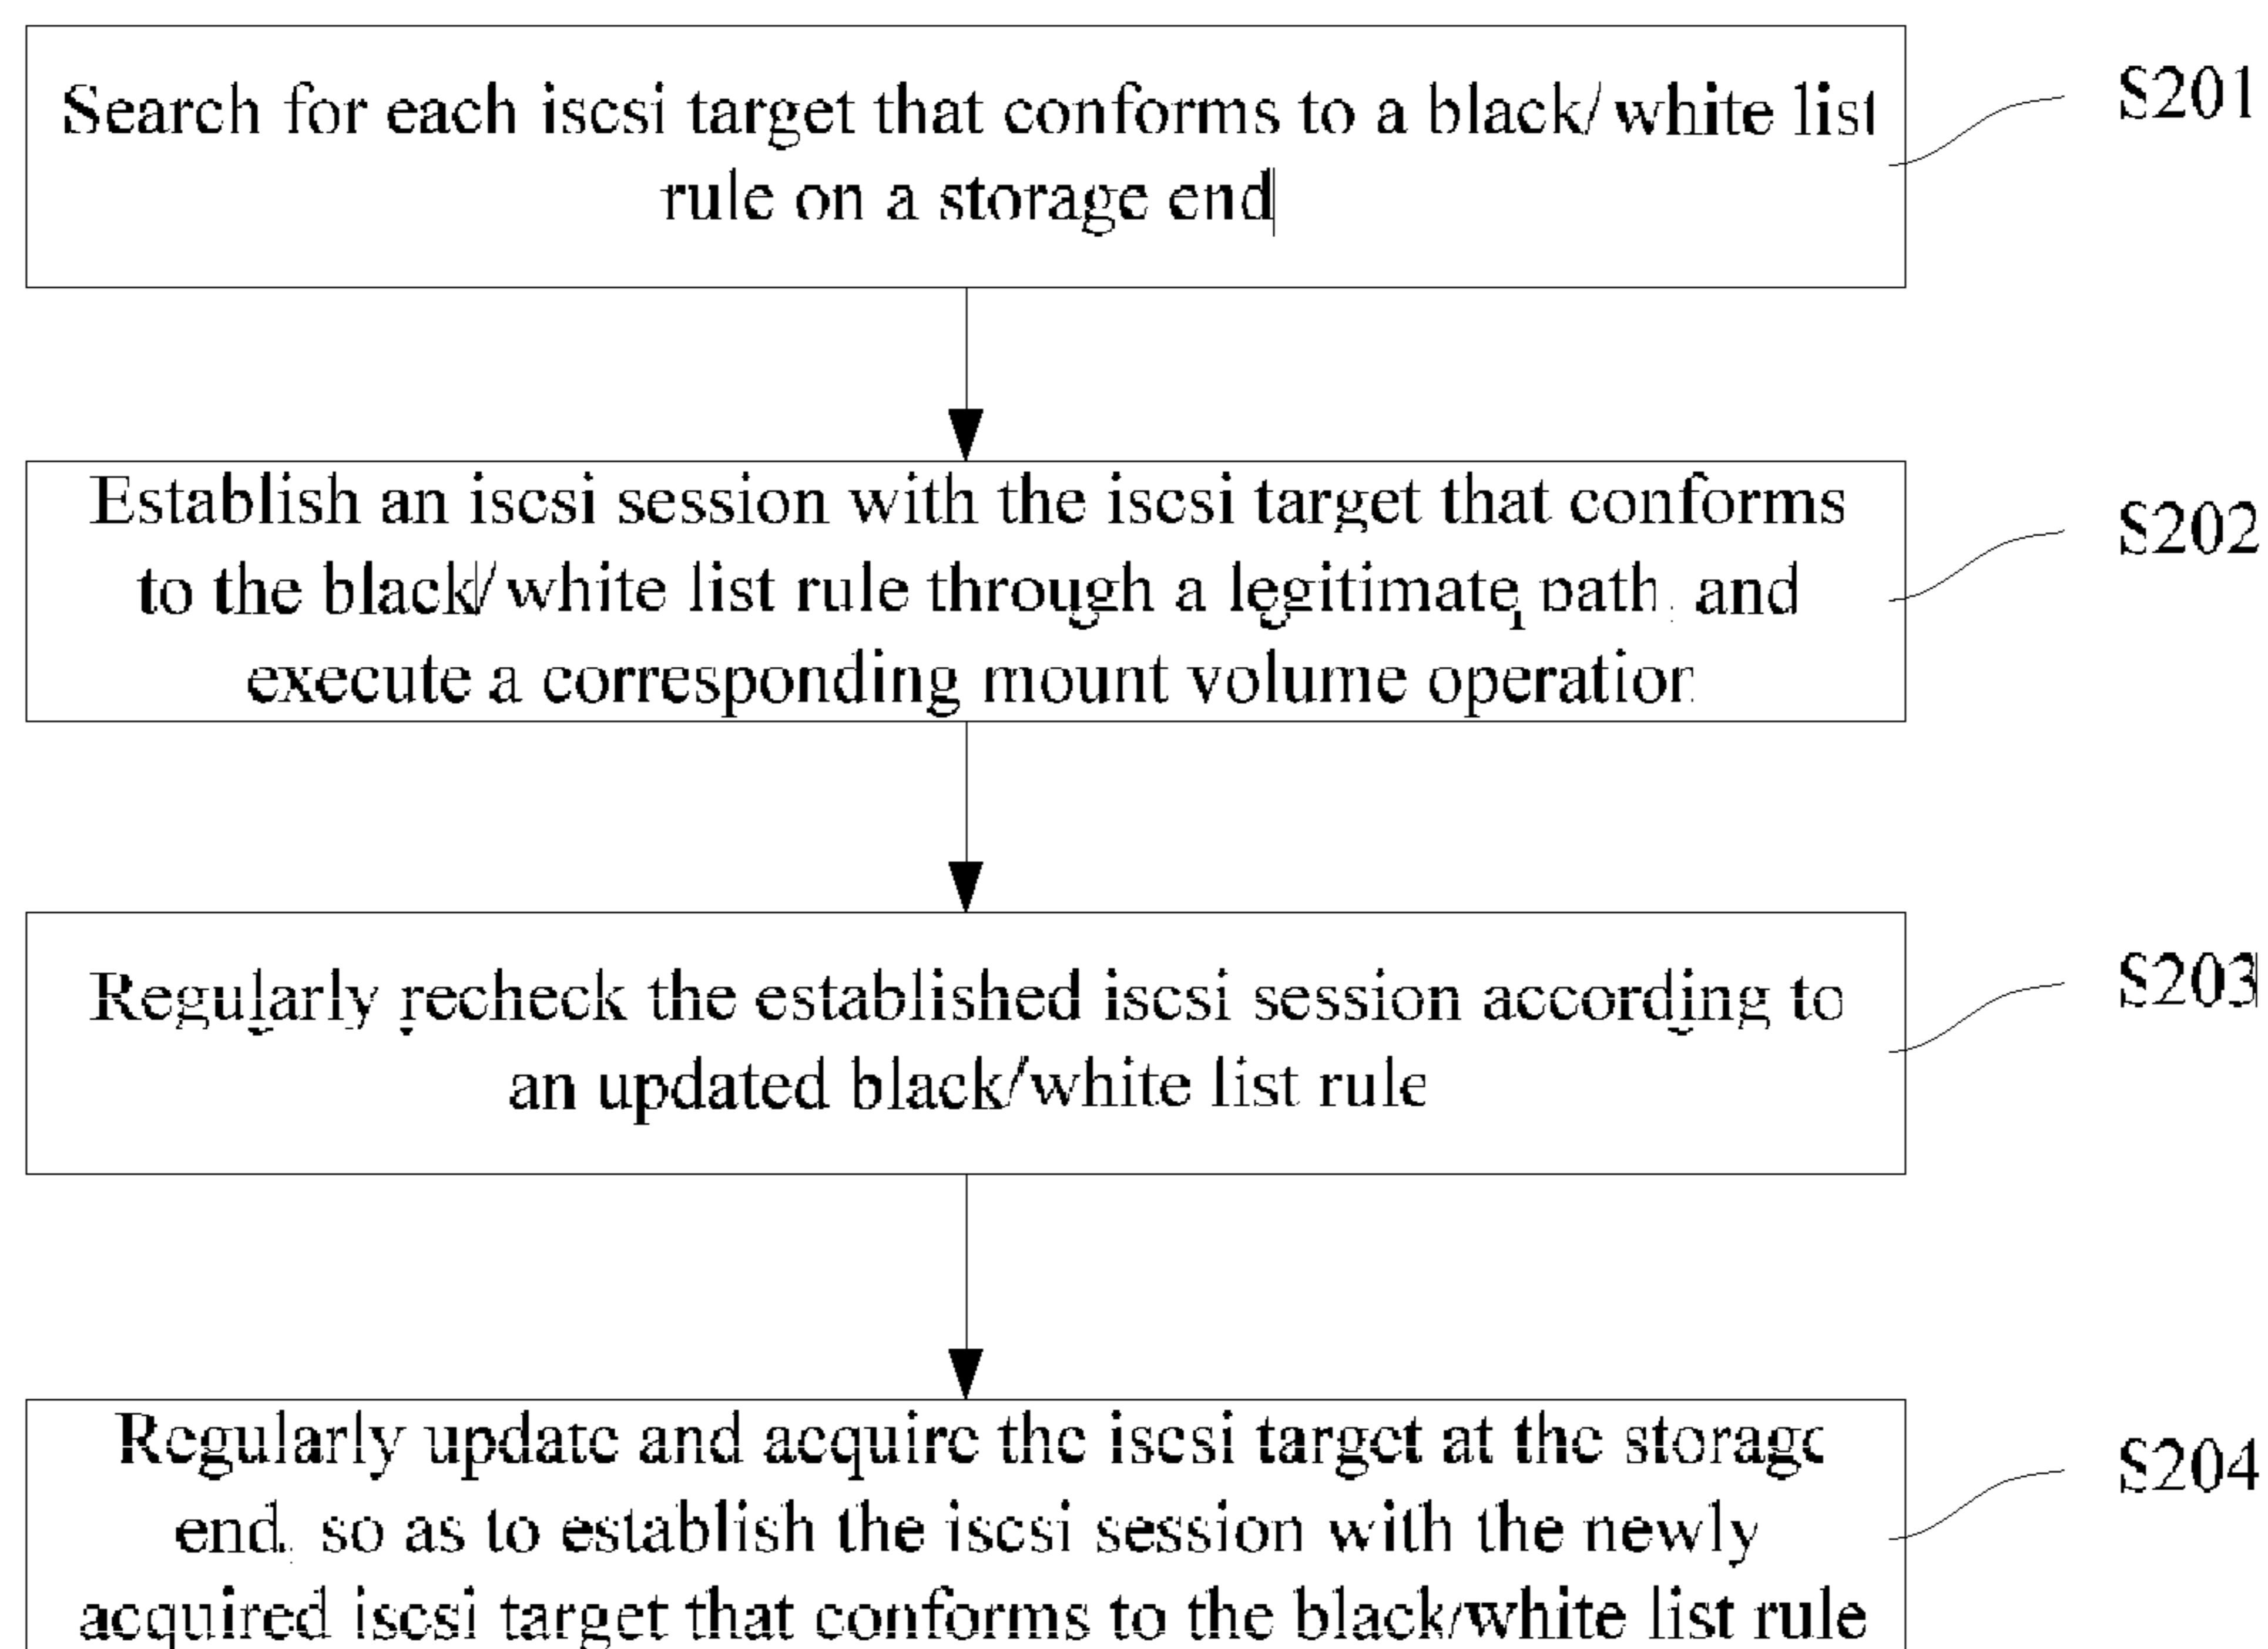 Search for each iscsi target that conforms to a black/white list
rule on a storage end
S201
Establish an iscsi session with the iscsi target that conforms
to the black/white list rule through a legitimate path, and
execute a corresponding mount volume operation
S202
Regularly recheck the established iscsi session according to
an updated black/white list rule
S203
Regularly update and acquire the iscsi target at the storage
end, so as to establish the iscsi session with the newly
acquired iscsi target that conforms to the black/white list rule
S204